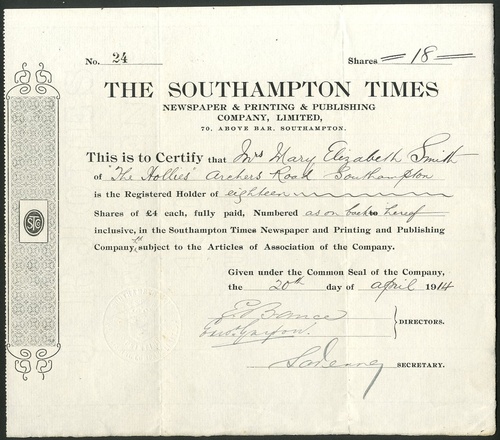 No. 24 Shares 18
THE SOUTHAMPTON TIMES
NEWSPAPER & PRINTING & PUBLISHING
COMPANY, LIMITED,
70, ABOVE BAR, SOUTHAMPTON.
This is to Certify that Mrs Mary Elizabeth Smith
of 'The Hollies' Archers Road Southampton
is the Registered Holder of eighteen
Shares of £4 each, fully paid, Numbered as on back to hereof
inclusive, in the Southampton Times Newspaper and Printing and Publishing
Company, subject to the Articles of Association of the Company.
Given under the Common Seal of the Company,
the 20th day of April 1914
DIRECTORS.
SECRETARY.